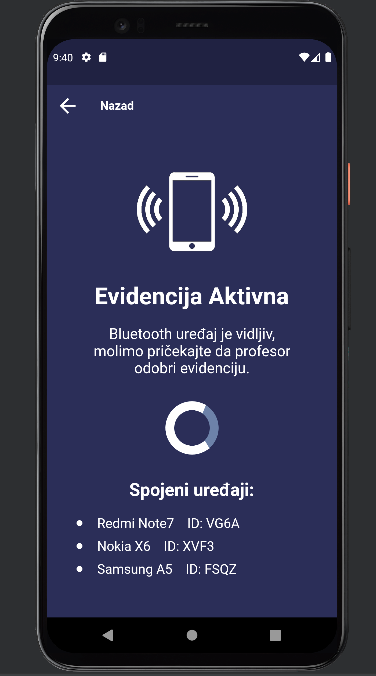 9:40
Nazad
Evidencija Aktivna
Bluetooth uređaj je vidljiv,
molimo pričekajte da profesor
odobri evidenciju.
Spojeni uređaji:
Redmi Note7 ID: VG6A
Nokia X6 ID: XVF3
Samsung A5 ID: FSQZ